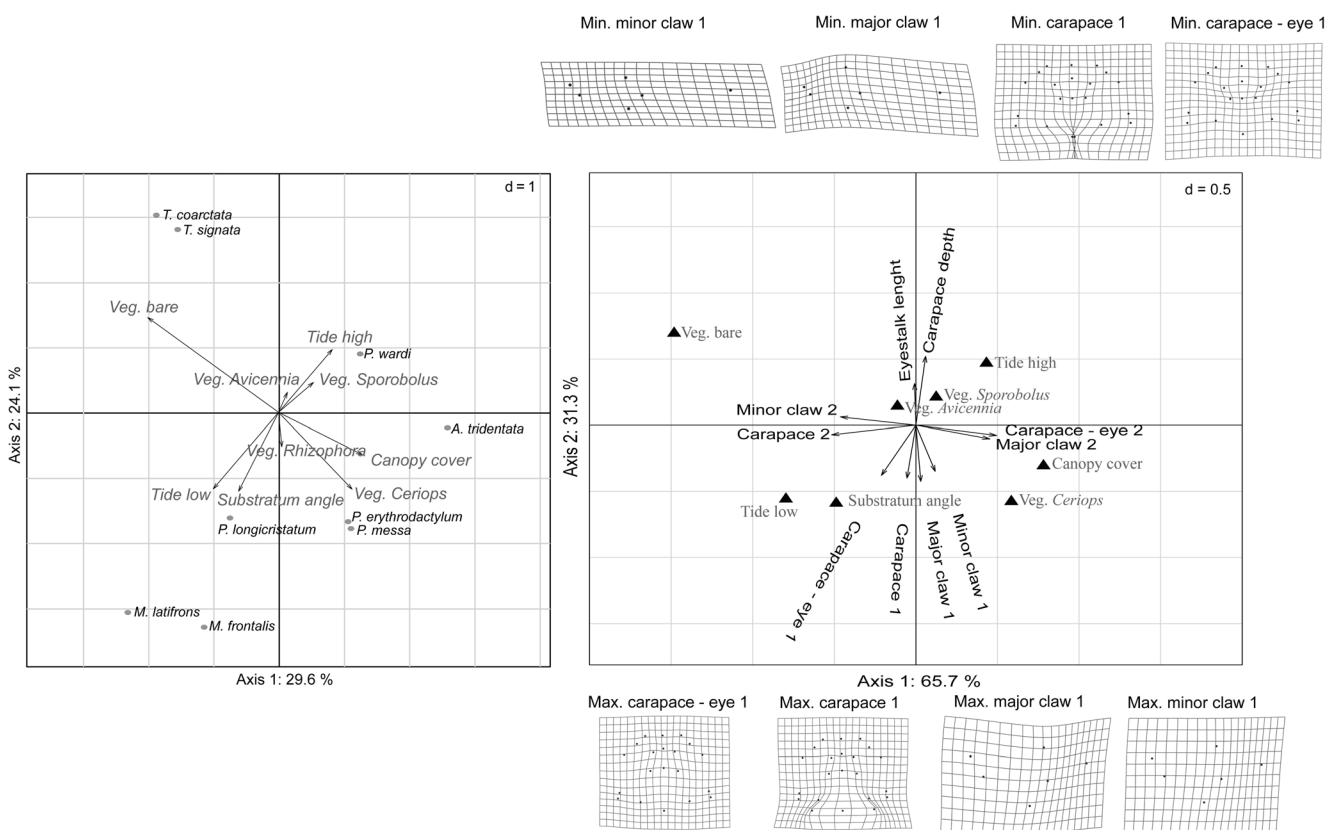 Min. minor claw 1
Min. major claw 1
Min. carapace 1
Min. carapace - eye 1
d = 1
T. coarctata
T. signata
Veg. bare
Tide high
P. wardi
Veg. Avicennia
Veg. Sporobolus
A. tridentata
Veg. Rhizophora
Canopy cover
Tide low
Substratum angle
Veg. Ceriops
P. longicristatum
P. erythrodactylum
P. messa
M. latifrons
M. frontalis
Axis 2: 24.1 %
Axis 1: 29.6 %
d = 0.5
Eyestalk lenght
Carapace depth
Veg. bare
Tide high
Veg. Sporobolus
Veg. Avicennia
Minor claw 2
Carapace 2
Carapace - eye 2
Major claw 2
Canopy cover
Veg. Ceriops
Tide low
Substratum angle
Carapace - eye 1
Carapace 1
Major claw 1
Minor claw 1
Axis 2: 31.3 %
Axis 1: 65.7 %
Max. carapace - eye 1
Max. carapace 1
Max. major claw 1
Max. minor claw 1